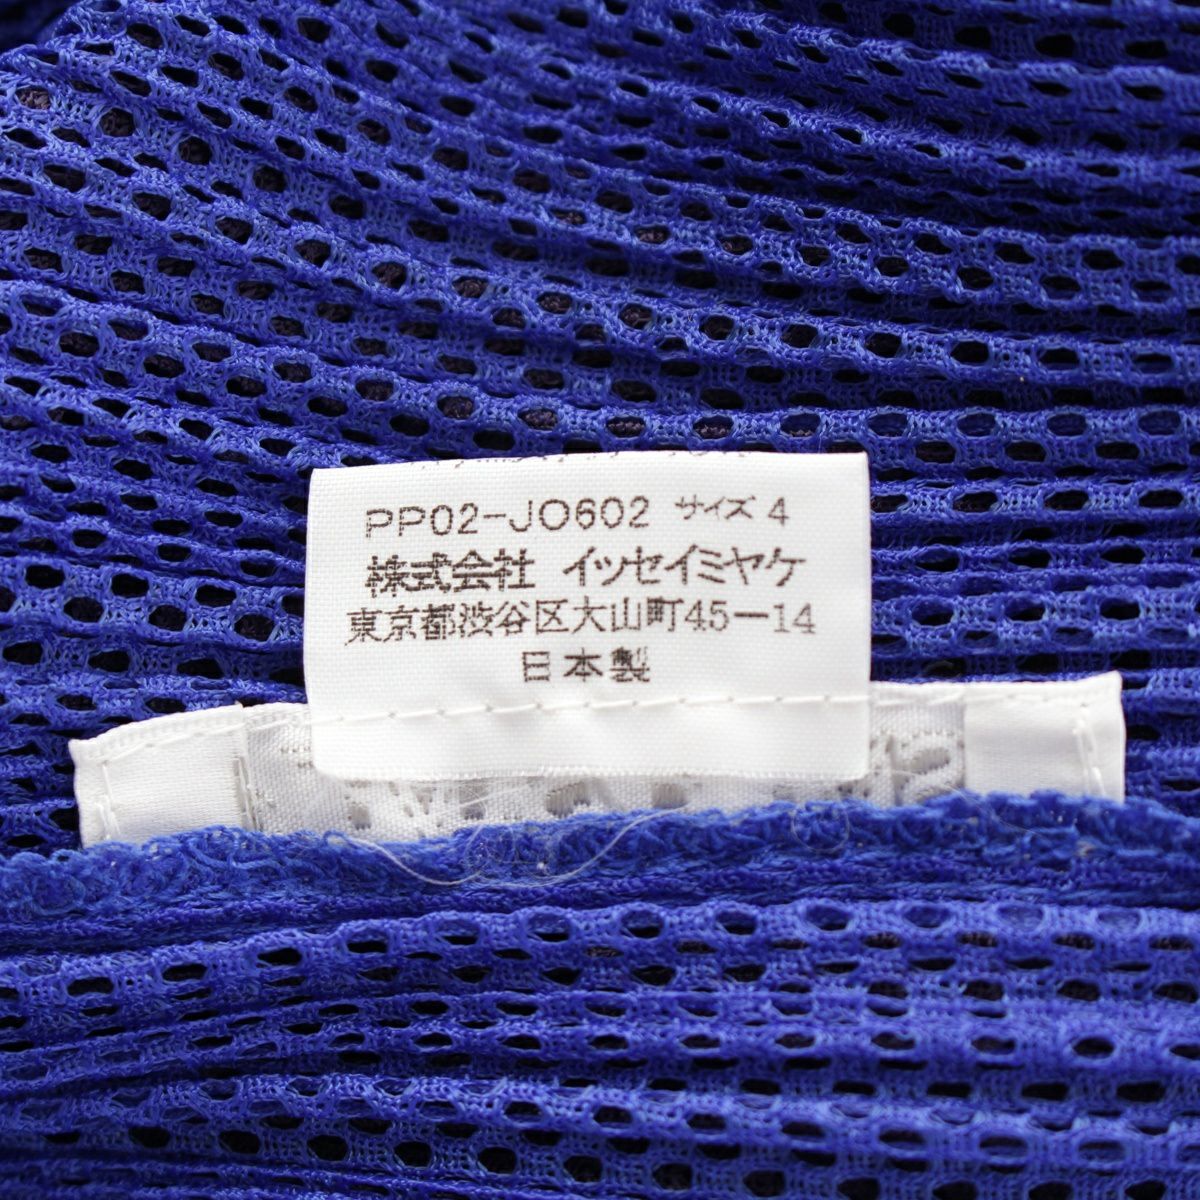 PP02-JO602 サイズ 4
株式会社 イッセイミヤケ
東京都渋谷区大山町45-14
日本製